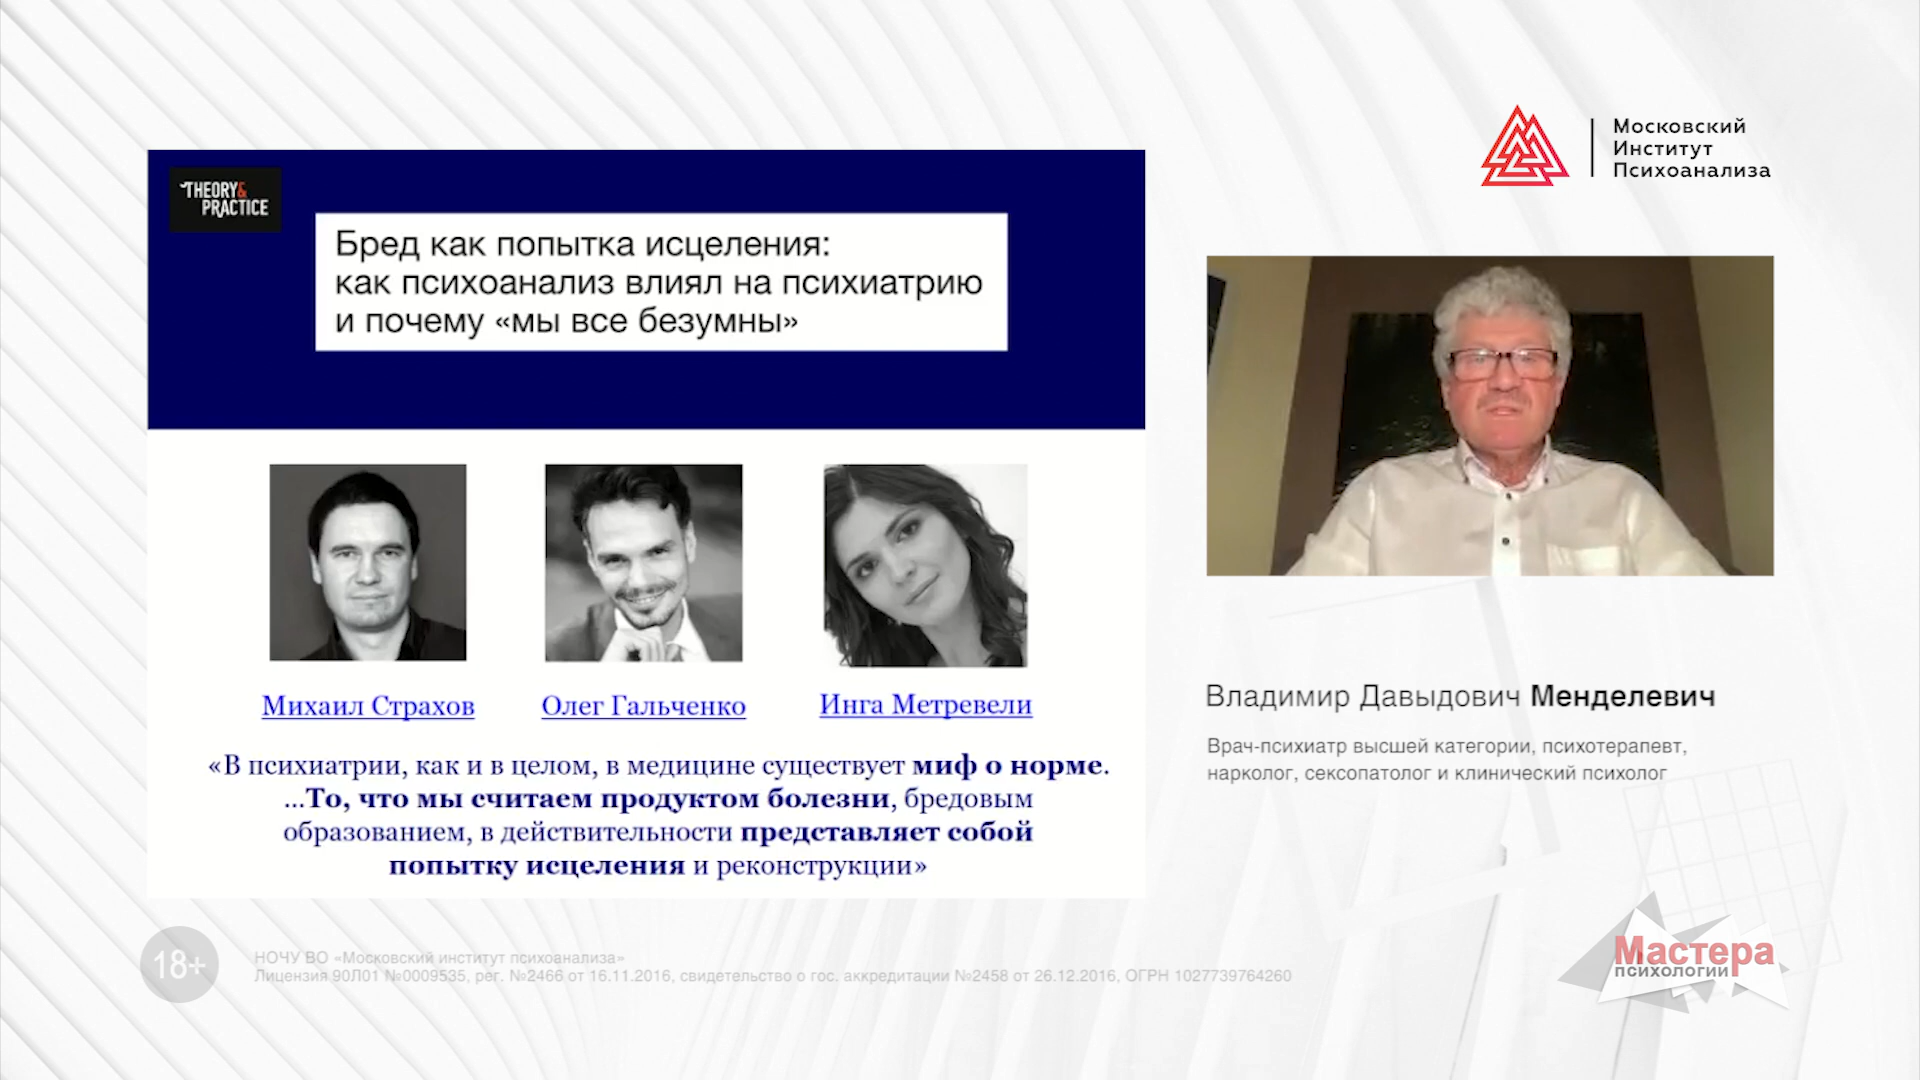 THEORY&
PRACTICE
Бред как попытка исцеления:
как психоанализ влиял на психиатрию
и почему «мы все безумны»
Михаил Страхов
Олег Гальченко
Инга Метревели
«В психиатрии, как и в целом, в медицине существует миф о норме.
...То, что мы считаем продуктом болезни, бредовым
образованием, в действительности представляет собой
попытку исцеления и реконструкции»
Московский
Институт
Психоанализа
Владимир Давыдович Менделевич
Врач-психиатр высшей категории, психотерапевт,
нарколог, сексопатолог и клинический психолог
18+
НОЧУ ВО «Московский институт психоанализа»
Лицензия 90Л01 №0009535, рег. №2466 от 16.11.2016, свидетельство о гос. аккредитации №2458 от 26.12.2016, ОГРН 1027739764260
Мастера
психологии